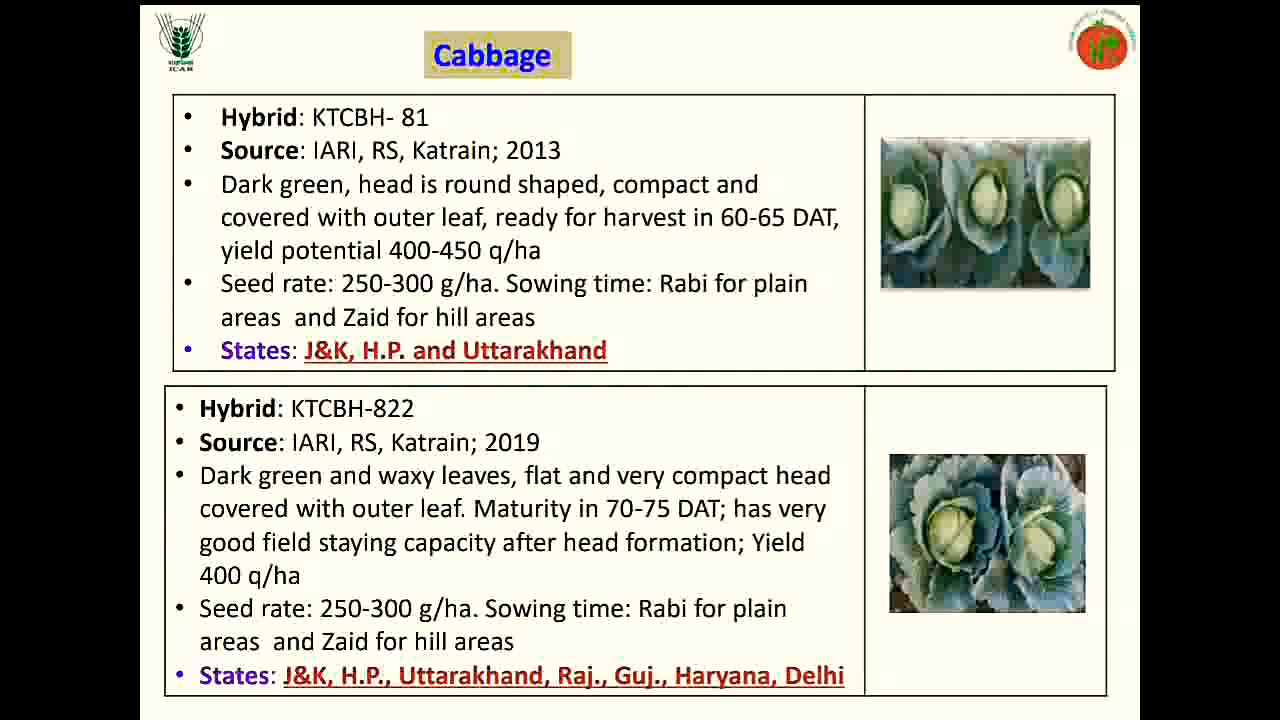 ICAR
Cabbage
• Hybrid: KTCBH- 81
• Source: IARI, RS, Katrain; 2013
• Dark green, head is round shaped, compact and
covered with outer leaf, ready for harvest in 60-65 DAT,
yield potential 400-450 q/ha
• Seed rate: 250-300 g/ha. Sowing time: Rabi for plain
areas and Zaid for hill areas
• States: J&K, H.P. and Uttarakhand
• Hybrid: KTCBH-822
• Source: IARI, RS, Katrain; 2019
• Dark green and waxy leaves, flat and very compact head
covered with outer leaf. Maturity in 70-75 DAT; has very
good field staying capacity after head formation; Yield
400 q/ha
• Seed rate: 250-300 g/ha. Sowing time: Rabi for plain
areas and Zaid for hill areas
• States: J&K, H.P., Uttarakhand, Raj., Guj., Haryana, Delhi